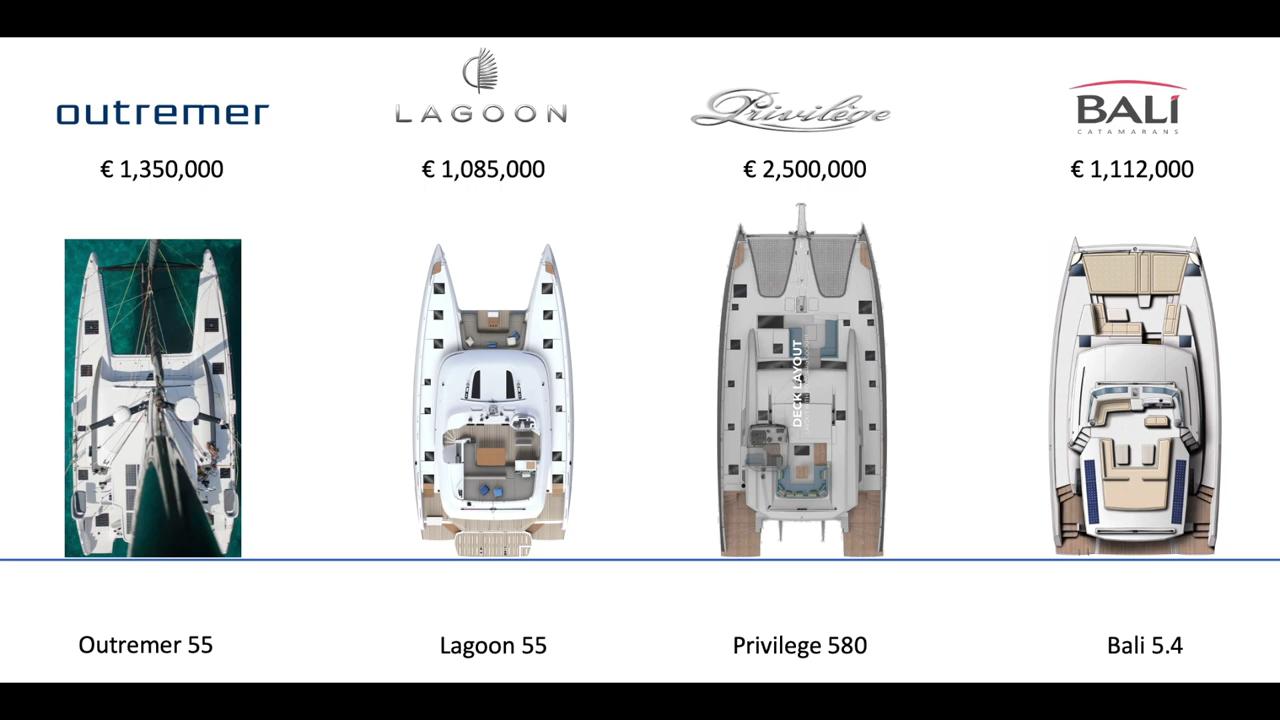 outremer
LAGOON
Privilège
BALI
CATAMARANS
€ 1,350,000
€ 1,085,000
€ 2,500,000
€ 1,112,000
DECK LAYOUT
Outremer 55
Lagoon 55
Privilege 580
Bali 5.4